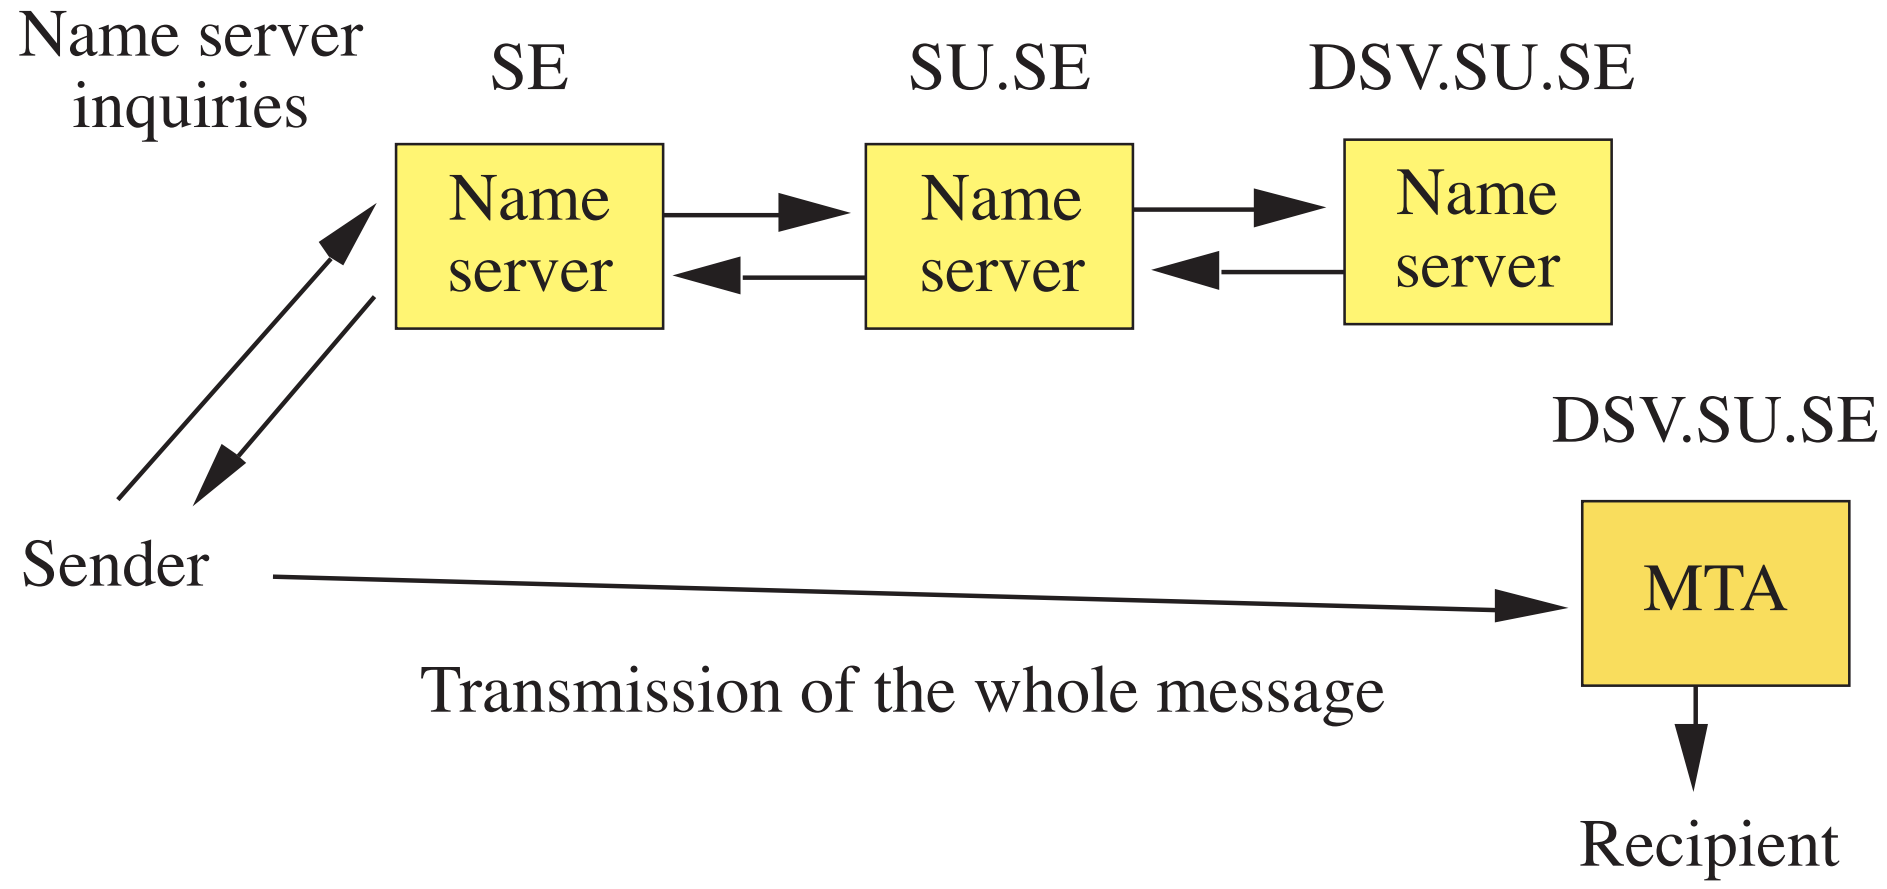 Name server
inquiries
SE
SU.SE
DSV.SU.SE
Name
server
Name
server
Name
server
DSV.SU.SE
Sender
MTA
Transmission of the whole message
Recipient